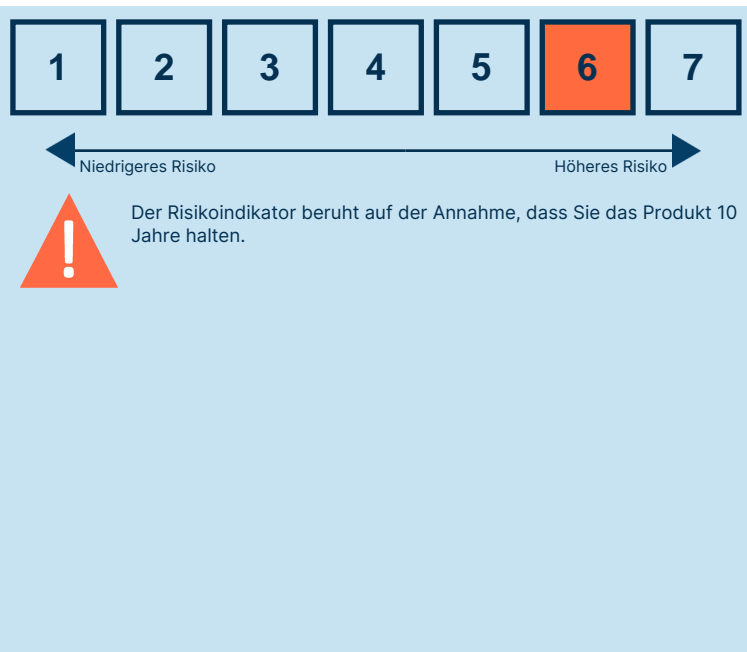 1 2 3 4 5 6 7
Niedrigeres Risiko Höheres Risiko
!
Der Risikoindikator beruht auf der Annahme, dass Sie das Produkt 10
Jahre halten.